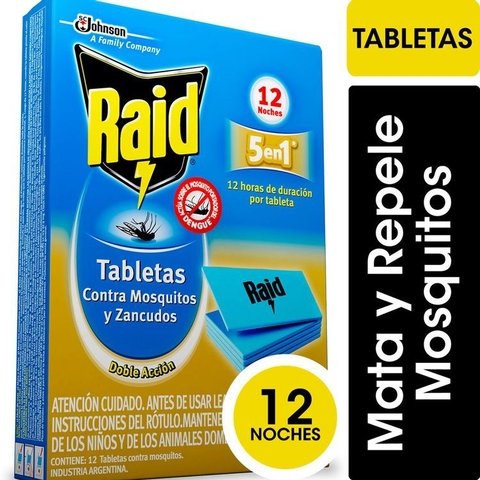 SC Johnson
A Family Company
Raid
12
Noches
5en1
12 horas de duración
por tableta
DENGUE
Tabletas
Contra Mosquitos
y Zancudos
Doble Acción
Raid
ATENCIÓN CUIDADO. ANTES DE USAR LEA
INSTRUCCIONES DEL RÓTULO. MANTENE
DE LOS NIÑOS Y DE LOS ANIMALES DOM
CONTIENE: 12 Tabletas contra mosquitos.
INDUSTRIA ARGENTINA.
12
NOCHES
TABLETAS
Mata y Repele
Mosquitos